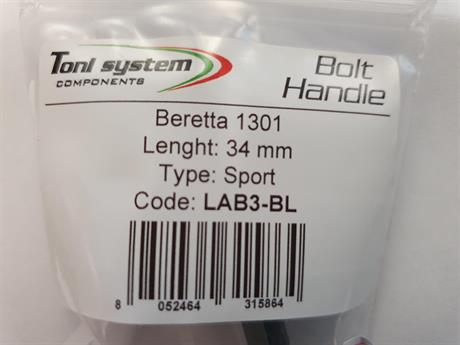 Toni system
COMPONENTS
Bolt
Handle
Beretta 1301
Lenght: 34 mm
Type: Sport
Code: LAB3-BL
8 052464 315864